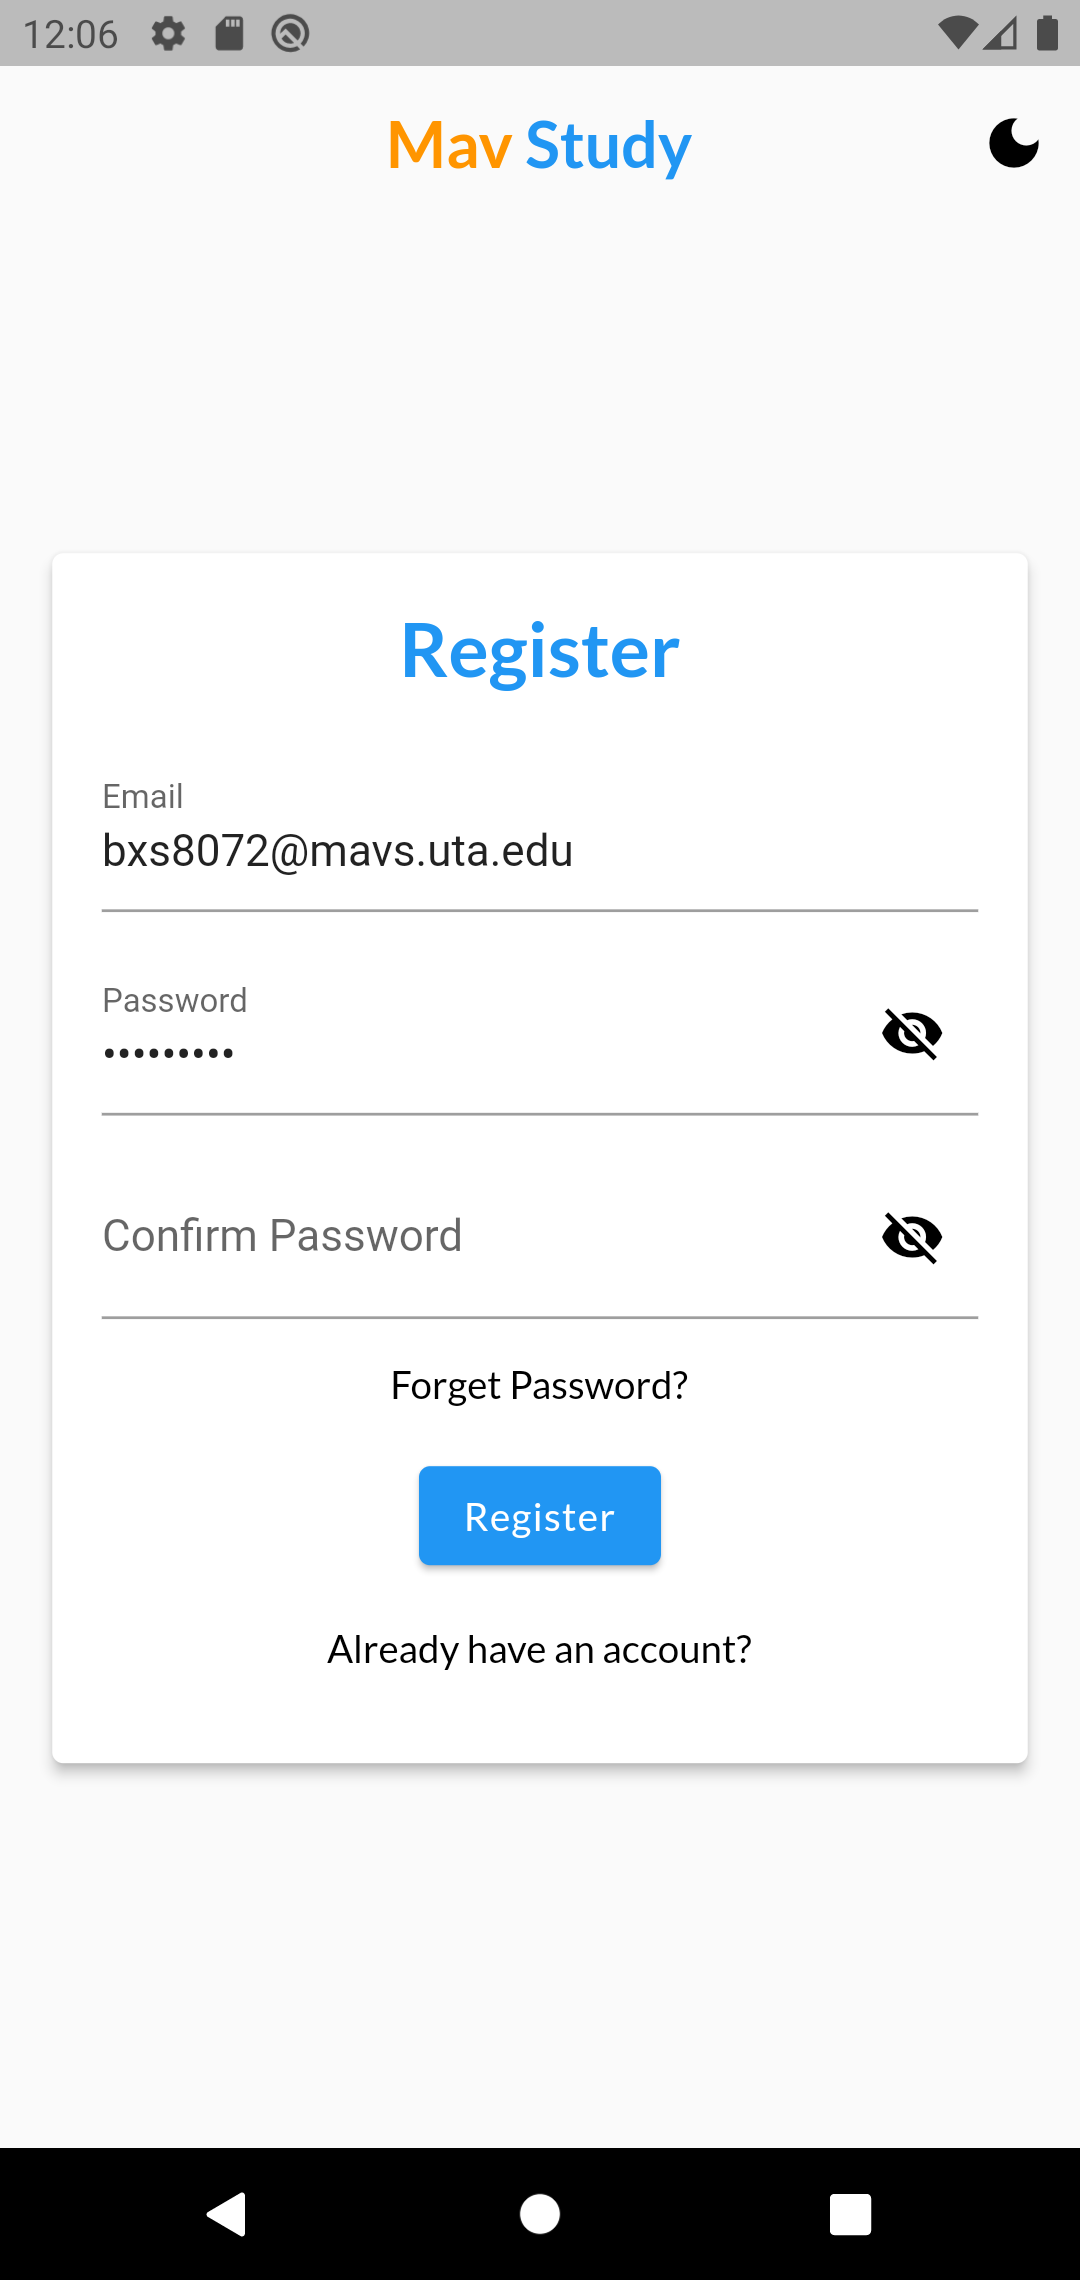 12:06
Mav Study
Register
Email
bxs8072@mavs.uta.edu
Password
•••••••••
Confirm Password
Forget Password?
Register
Already have an account?